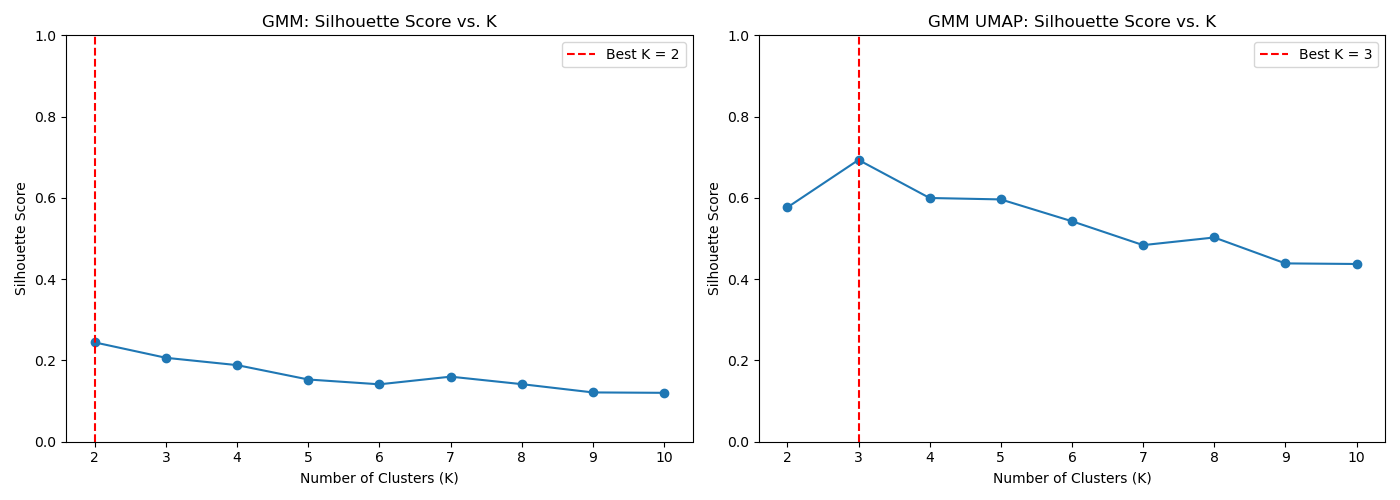 GMM: Silhouette Score vs. K
Best K = 2
1.0
0.8
0.6
0.4
0.2
0.0
Silhouette Score
2 3 4 5 6 7 8 9 10
Number of Clusters (K)
GMM UMAP: Silhouette Score vs. K
Best K = 3
1.0
0.8
0.6
0.4
0.2
0.0
Silhouette Score
2 3 4 5 6 7 8 9 10
Number of Clusters (K)